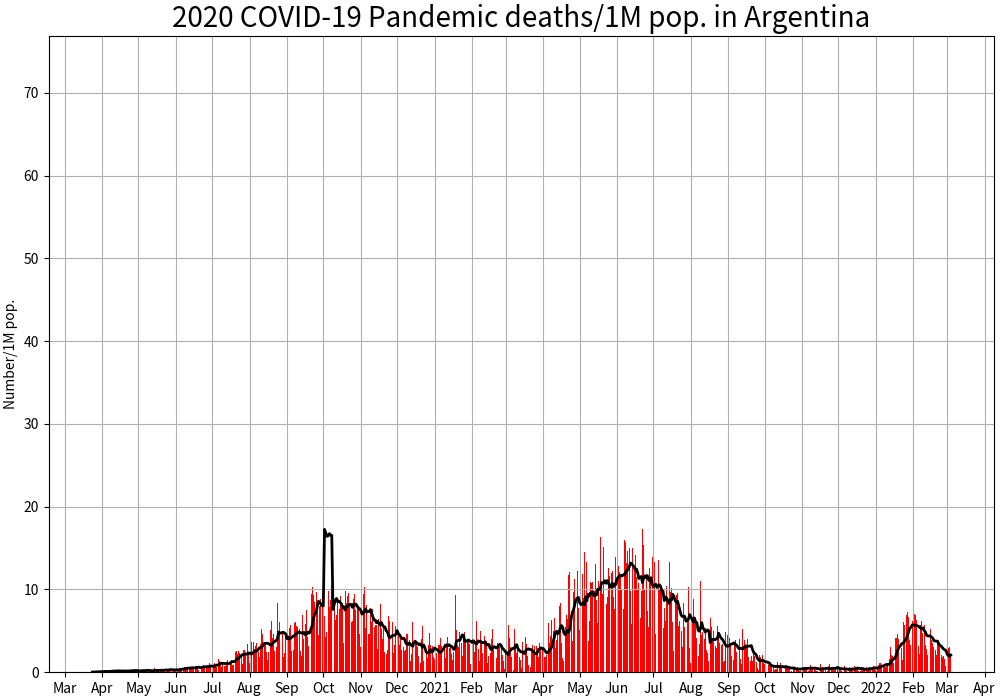 2020 COVID-19 Pandemic deaths/1M pop. in Argentina
Number/1M pop.
70
60
50
40
30
20
10
0
Mar Apr May Jun Jul Aug Sep Oct Nov Dec 2021 Feb Mar Apr May Jun Jul Aug Sep Oct Nov Dec 2022 Feb Mar Apr